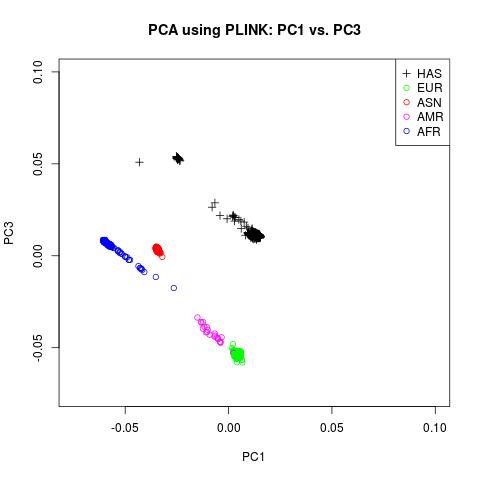 PCA using PLINK: PC1 vs. PC3
HAS
EUR
ASN
AMR
AFR
0.10
0.05
0.00
-0.05
PC3
-0.05
0.00
0.05
0.10
PC1